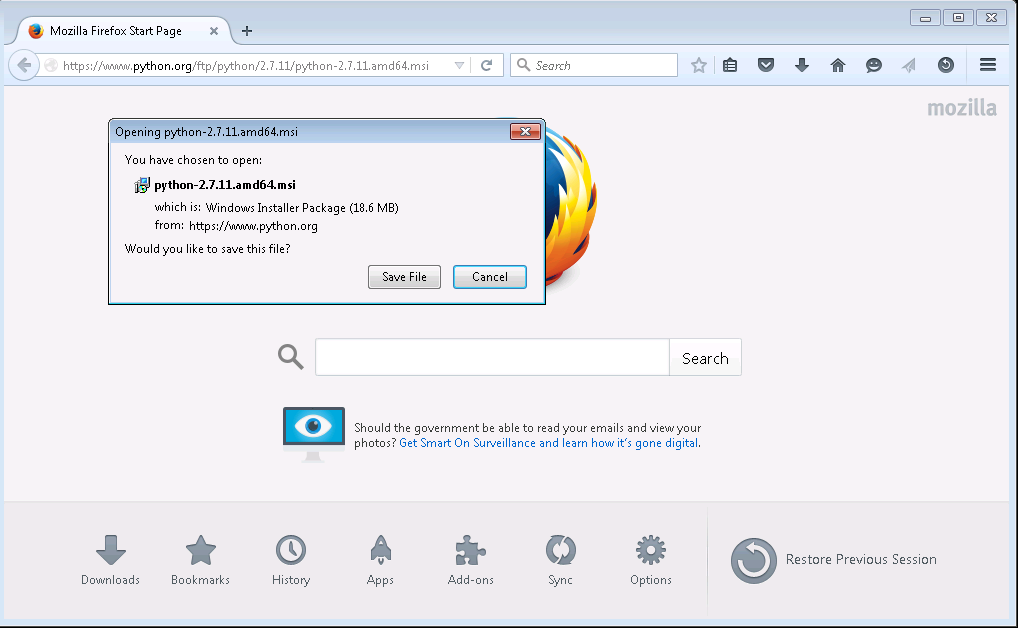 Mozilla Firefox Start Page
https://www.python.org/ftp/python/2.7.11/python-2.7.11.amd64.msi
Search
mozilla
Opening python-2.7.11.amd64.msi
You have chosen to open:
python-2.7.11.amd64.msi
which is: Windows Installer Package (18.6 MB)
from: https://www.python.org
Would you like to save this file?
Save File Cancel
Search
Should the government be able to read your emails and view your
photos? Get Smart On Surveillance and learn how it's gone digital.
Downloads Bookmarks History Apps Add-ons Sync Options Restore Previous Session